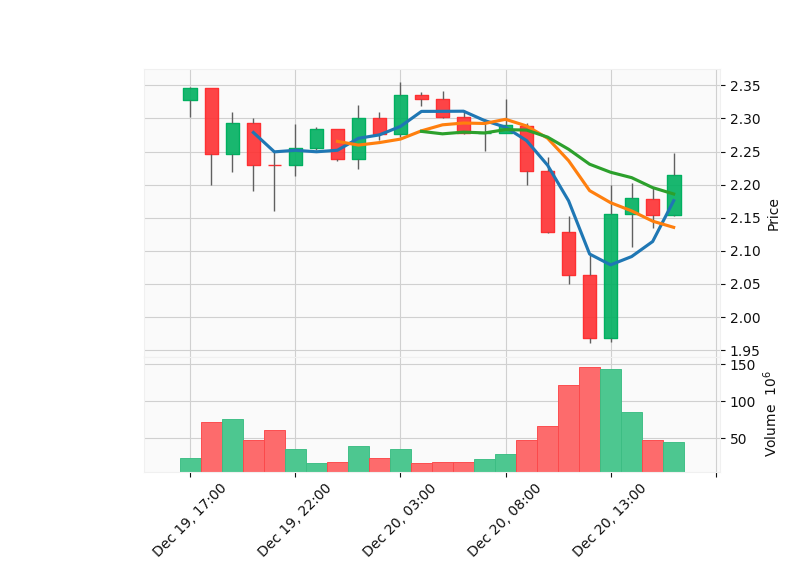 2.35
2.30
2.25
2.20
2.15
2.10
2.05
2.00
1.95
Price
150
100
50
Volume 10⁶
Dec 19, 17:00
Dec 19, 22:00
Dec 20, 03:00
Dec 20, 08:00
Dec 20, 13:00